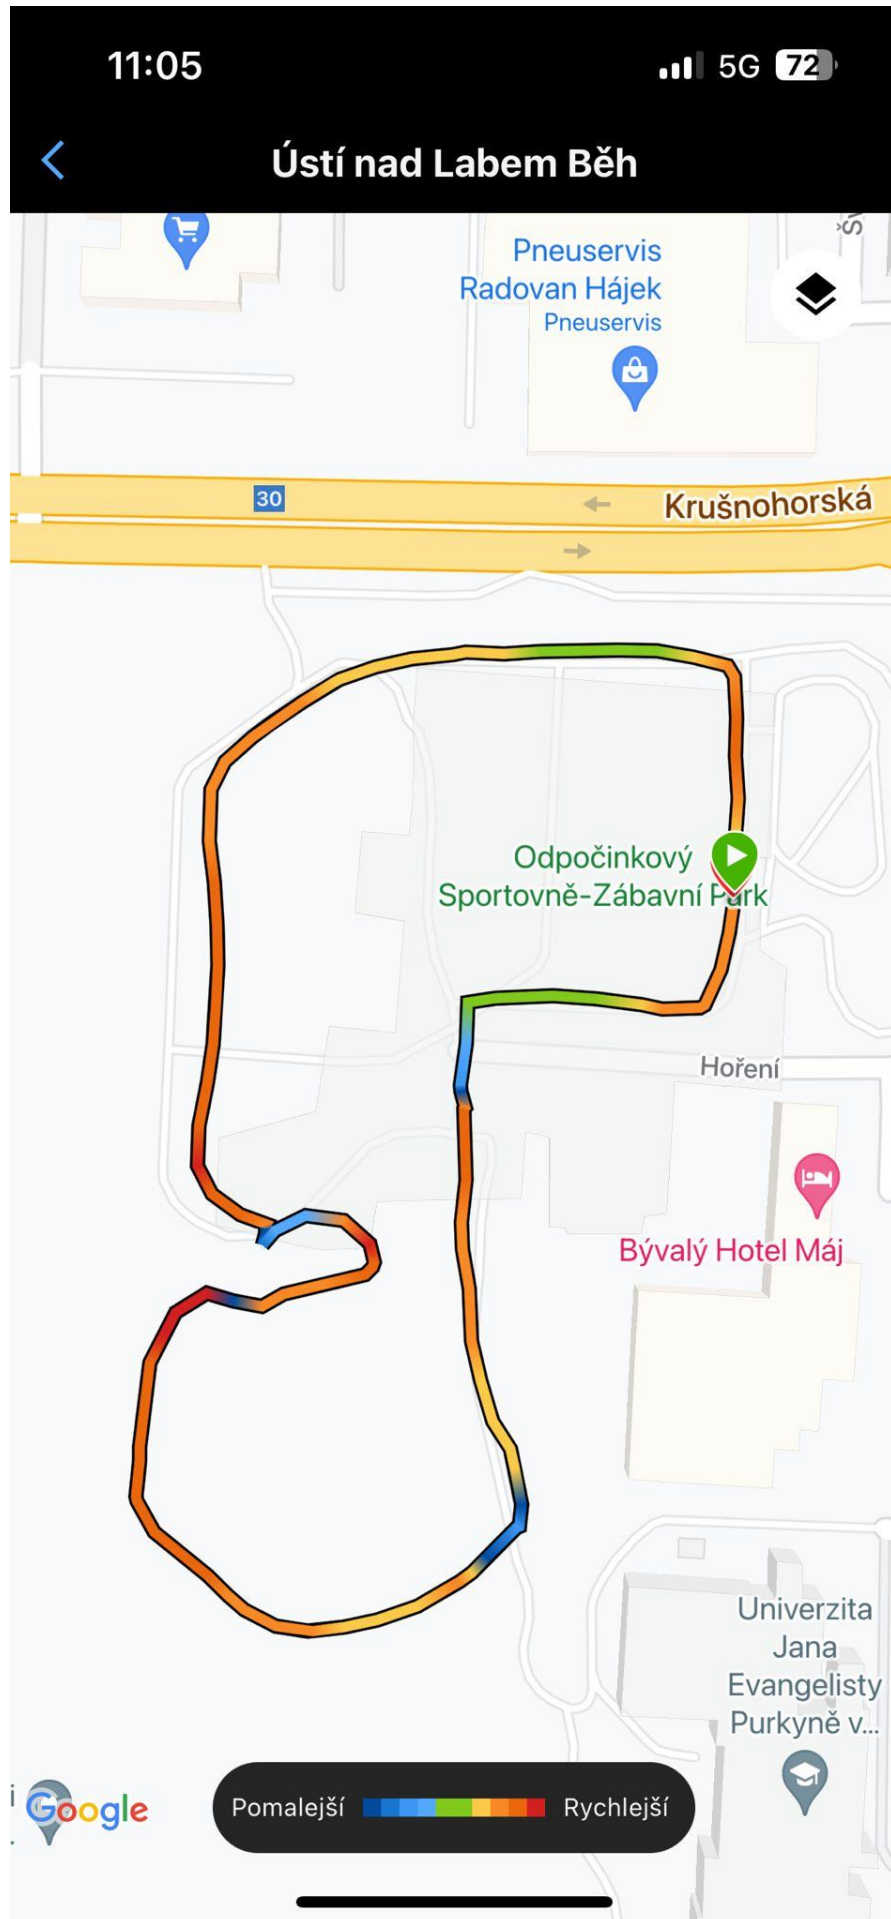 11:05
5G 72
Ústí nad Labem Běh
Pneuservis
Radovan Hájek
Pneuservis
30
Krušnohorská
Odpočinkový
Sportovně-Zábavní Park
Hoření
Bývalý Hotel Máj
Univerzita
Jana
Evangelisty
Purkyně v...
Google
Pomalejší
Rychlejší